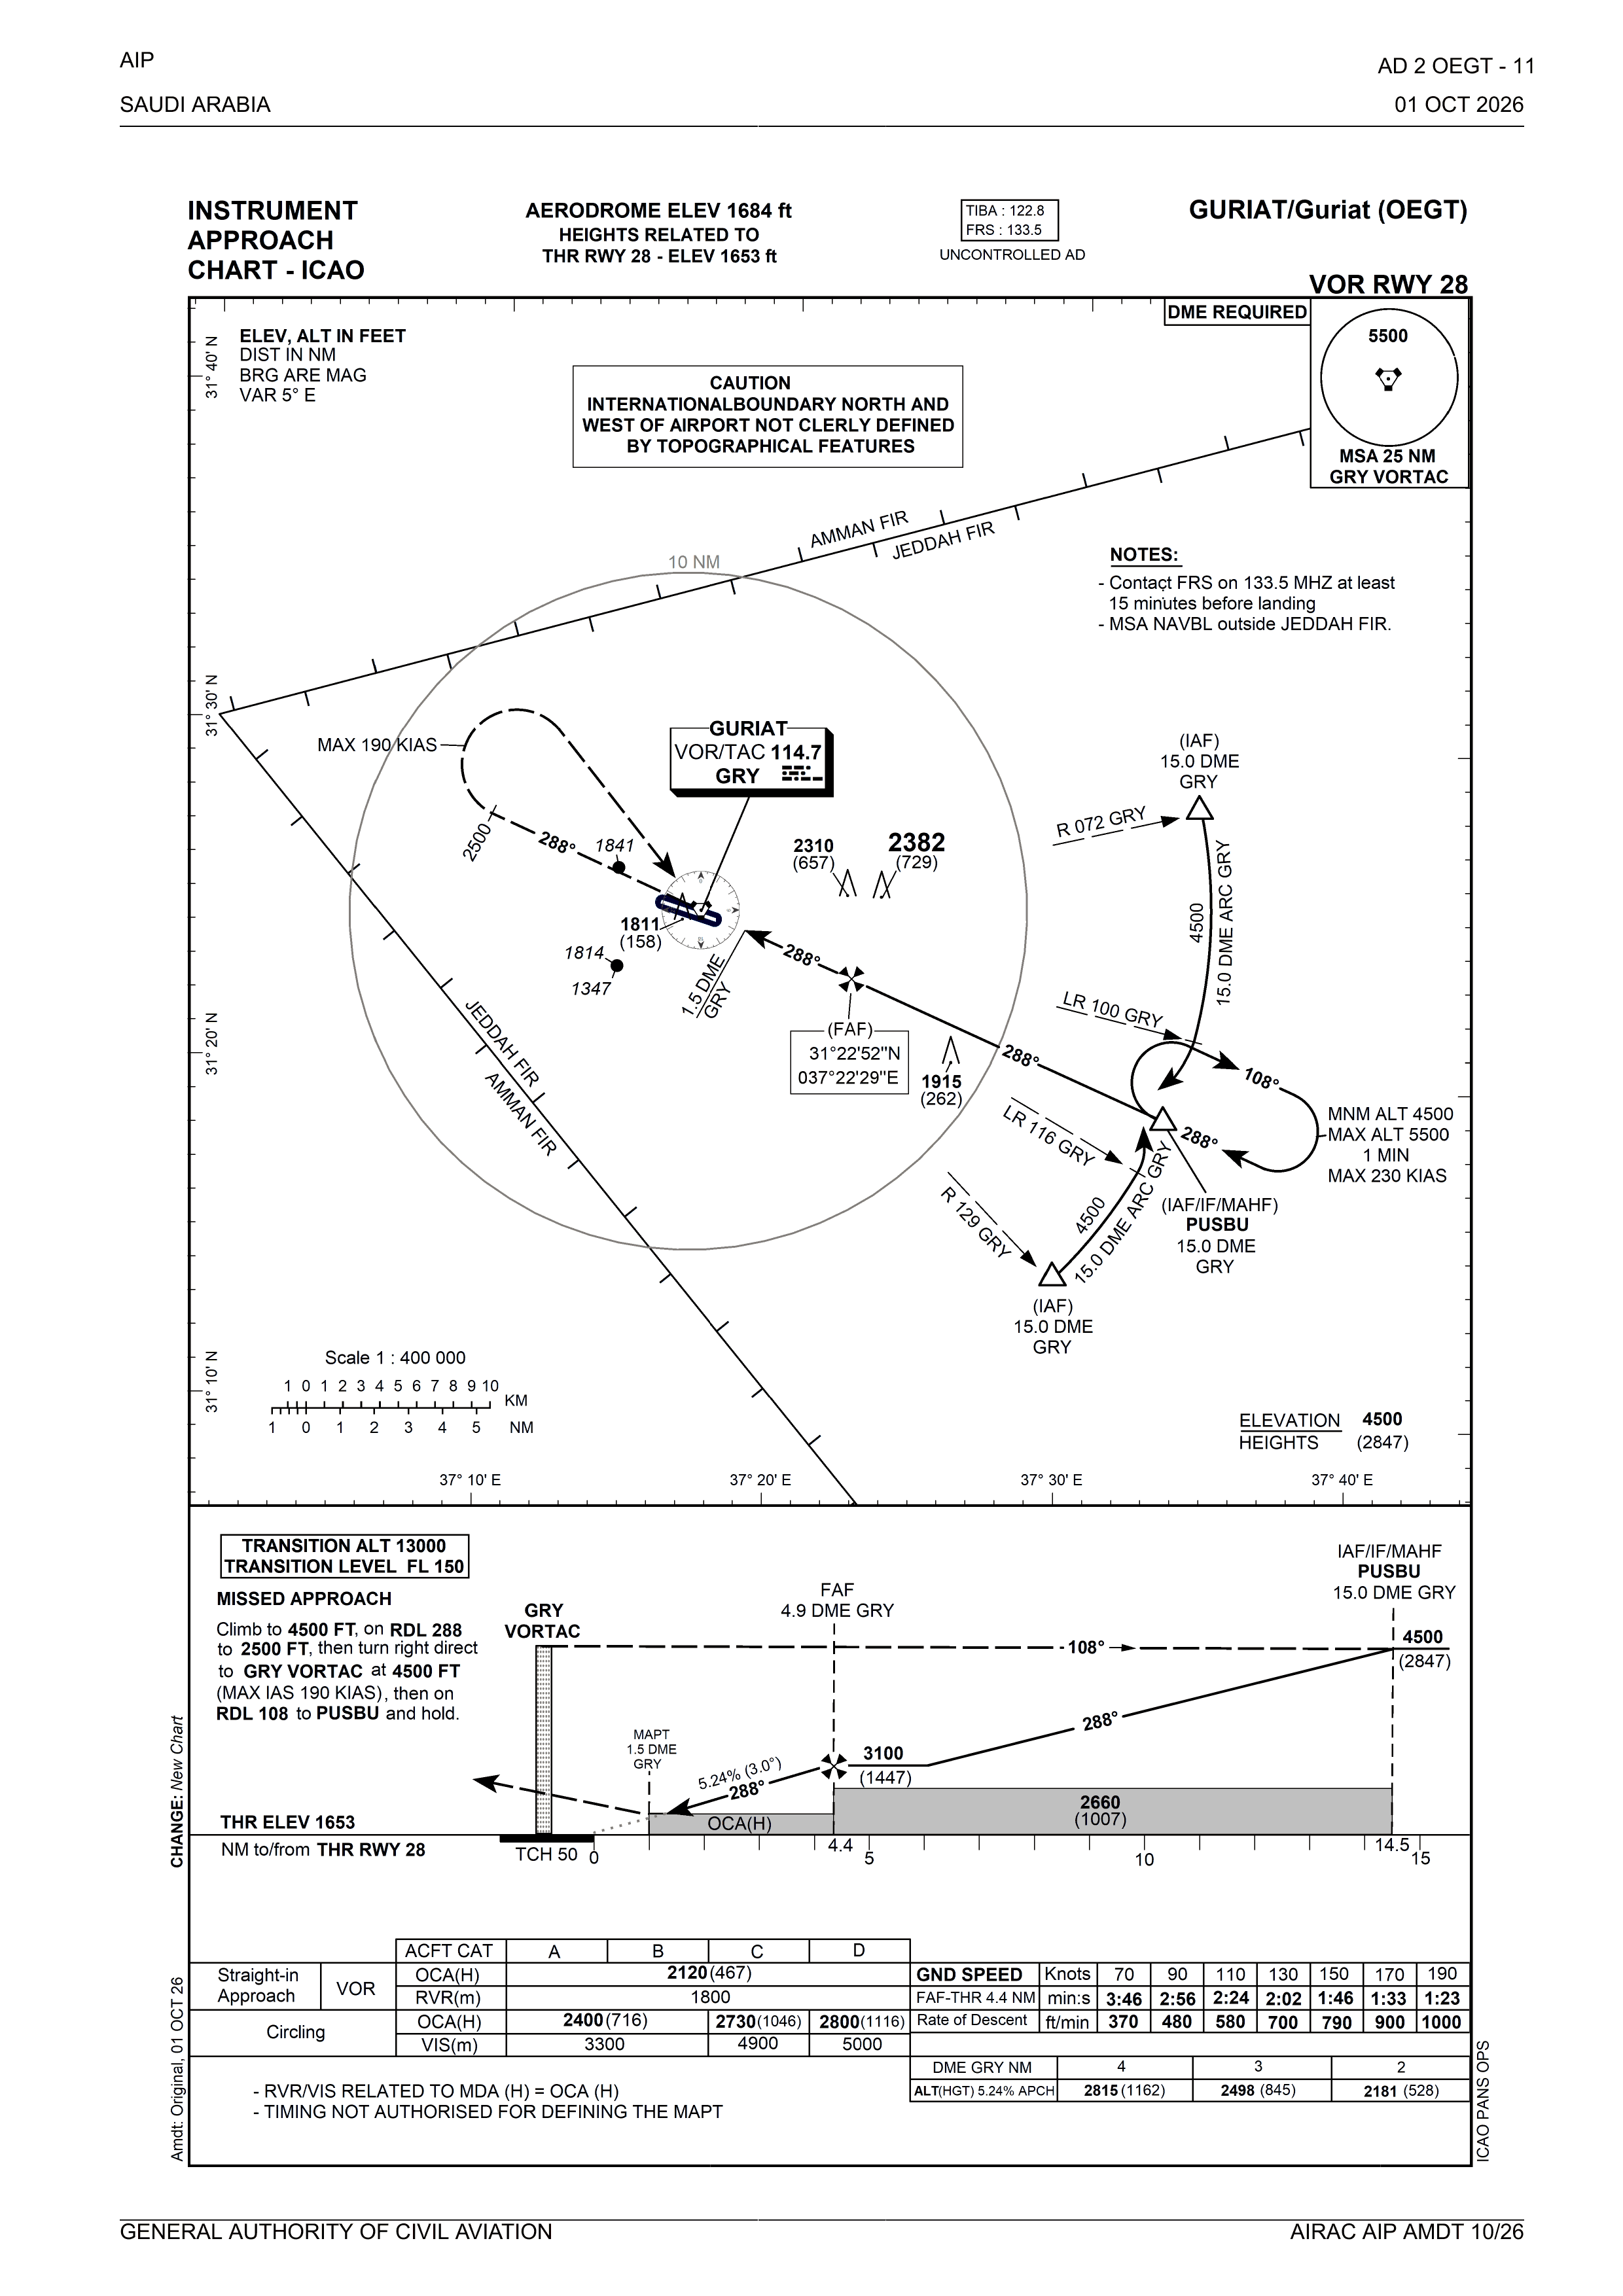 AIP
AD 2 OEGT - 11
SAUDI ARABIA
01 OCT 2026
INSTRUMENT
APPROACH
CHART - ICAO
AERODROME ELEV 1684 ft
HEIGHTS RELATED TO
THR RWY 28 - ELEV 1653 ft
TIBA : 122.8
FRS : 133.5
UNCONTROLLED AD
GURIAT/Guriat (OEGT)
VOR RWY 28
DME REQUIRED
ELEV, ALT IN FEET
DIST IN NM
BRG ARE MAG
VAR 5° E
CAUTION
INTERNATIONALBOUNDARY NORTH AND
WEST OF AIRPORT NOT CLERLY DEFINED
BY TOPOGRAPHICAL FEATURES
5500
MSA 25 NM
GRY VORTAC
31° 40' N
AMMAN FIR
JEDDAH FIR
10 NM
NOTES:
- Contact FRS on 133.5 MHZ at least
15 minutes before landing
- MSA NAVBL outside JEDDAH FIR.
31° 30' N
MAX 190 KIAS
GURIAT
VOR/TAC 114.7
GRY
(IAF)
15.0 DME
GRY
R 072 GRY
2500
288°
1841
2310
(657)
2382
(729)
4500
15.0 DME ARC GRY
1811
(158)
1814
1347
1.5 DME
GRY
288°
LR 100 GRY
(FAF)
31°22'52"N
037°22'29"E
1915
(262)
288°
108°
31° 20' N
JEDDAH FIR
AMMAN FIR
LR 116 GRY
288°
MNM ALT 4500
MAX ALT 5500
1 MIN
MAX 230 KIAS
R 129 GRY
4500
15.0 DME ARC GRY
(IAF/IF/MAHF)
PUSBU
15.0 DME
GRY
(IAF)
15.0 DME
GRY
31° 10' N
Scale 1 : 400 000
1 0 1 2 3 4 5 6 7 8 9 10
KM
1 0 1 2 3 4 5 NM
ELEVATION 4500
HEIGHTS (2847)
37° 10' E
37° 20' E
37° 30' E
37° 40' E
TRANSITION ALT 13000
TRANSITION LEVEL FL 150
MISSED APPROACH
Climb to 4500 FT, on RDL 288
to 2500 FT, then turn right direct
to GRY VORTAC at 4500 FT
(MAX IAS 190 KIAS), then on
RDL 108 to PUSBU and hold.
GRY
VORTAC
FAF
4.9 DME GRY
IAF/IF/MAHF
PUSBU
15.0 DME GRY
108°
4500
(2847)
288°
MAPT
1.5 DME
GRY
5.24% (3.0°)
288°
3100
(1447)
OCA(H)
2660
(1007)
THR ELEV 1653
NM to/from THR RWY 28
TCH 50
0
4.4
5
10
14.5
15
CHANGE: New Chart
Amdt: Original, 01 OCT 26
ACFT CAT A B C D
Straight-in
Approach
VOR
OCA(H) 2120(467)
RVR(m) 1800
Circling
OCA(H) 2400(716) 2730(1046) 2800(1116)
VIS(m) 3300 4900 5000
GND SPEED Knots 70 90 110 130 150 170 190
FAF-THR 4.4 NM min:s 3:46 2:56 2:24 2:02 1:46 1:33 1:23
Rate of Descent ft/min 370 480 580 700 790 900 1000
DME GRY NM 4 3 2
ALT(HGT) 5.24% APCH 2815 (1162) 2498 (845) 2181 (528)
- RVR/VIS RELATED TO MDA (H) = OCA (H)
- TIMING NOT AUTHORISED FOR DEFINING THE MAPT
ICAO PANS OPS
GENERAL AUTHORITY OF CIVIL AVIATION
AIRAC AIP AMDT 10/26